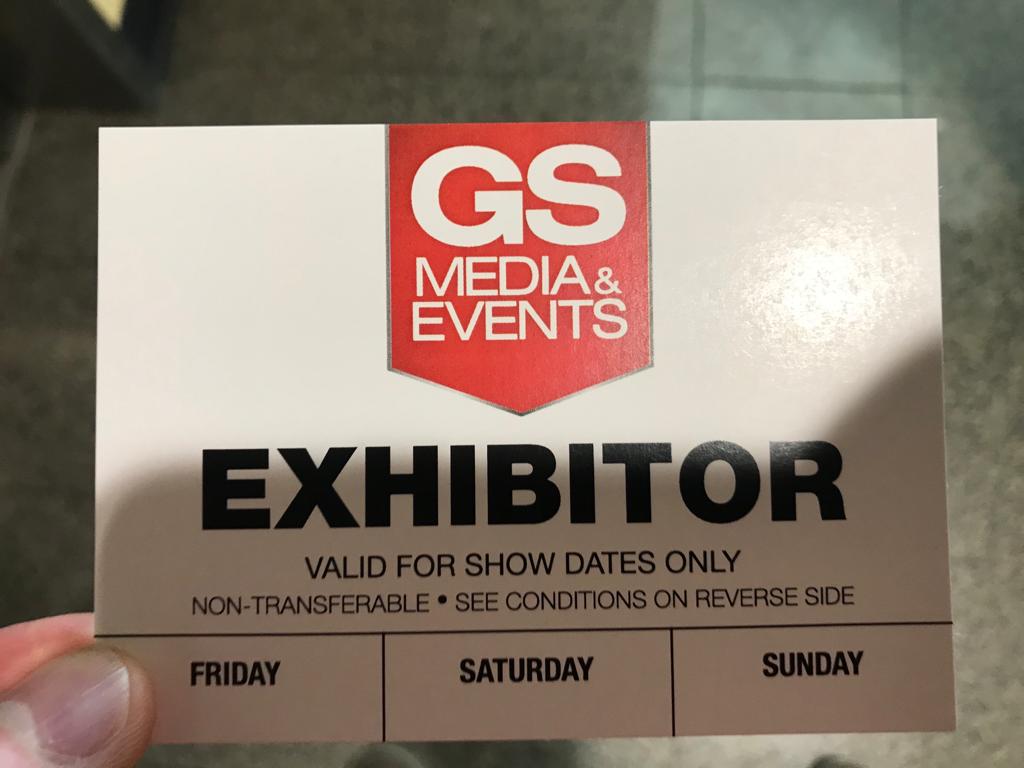 GS
MEDIA &
EVENTS
EXHIBITOR
VALID FOR SHOW DATES ONLY
NON-TRANSFERABLE • SEE CONDITIONS ON REVERSE SIDE
FRIDAY SATURDAY SUNDAY